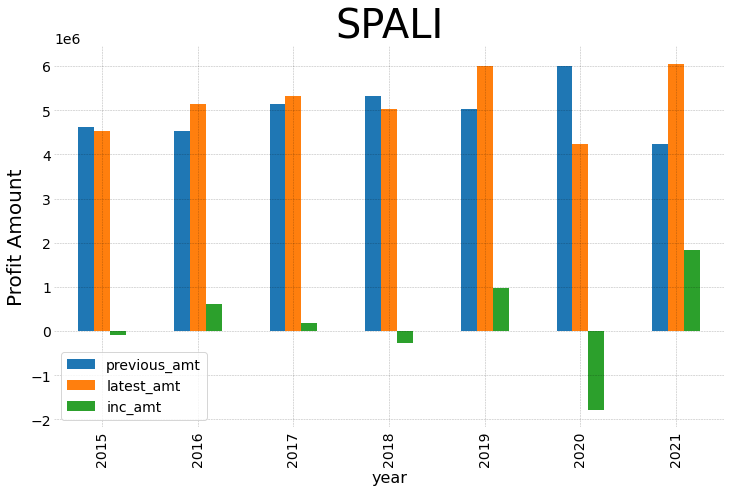 SPALI
1e6
Profit Amount
6
5
4
3
2
1
0
−1
−2
previous_amt
latest_amt
inc_amt
2015
2016
2017
2018
2019
2020
2021
year